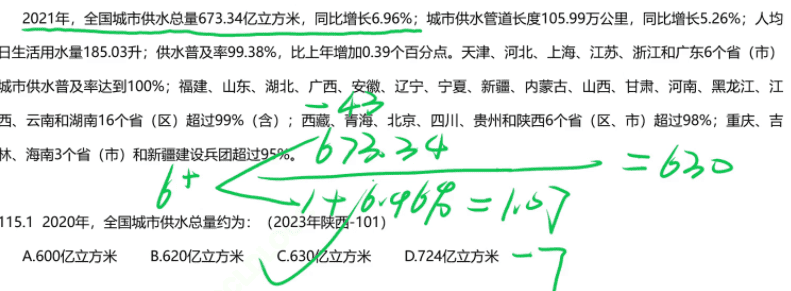 2021年，全国城市供水总量673.34亿立方米，同比增长6.96%；城市供水管道长度105.99万公里，同比增长5.26%；人均
日生活用水量185.03升；供水普及率99.38%，比上年增加0.39个百分点。天津、河北、上海、江苏、浙江和广东6个省（市）
城市供水普及率达到100%；福建、山东、湖北、广西、安徽、辽宁、宁夏、新疆、内蒙古、山西、甘肃、河南、黑龙江、江
西、云南和湖南16个省（区）超过99%（含）；西藏、青海、北京、四川、贵州和陕西6个省（区、市）超过98%；重庆、吉
林、海南3个省（市）和新疆建设兵团超过95%。
-43
673.34
6+
= 630
1+6.96% = 1.07
115.1 2020年，全国城市供水总量约为：（2023年陕西-101）
A.600亿立方米 B.620亿立方米 C.630亿立方米 D.724亿立方米 -7